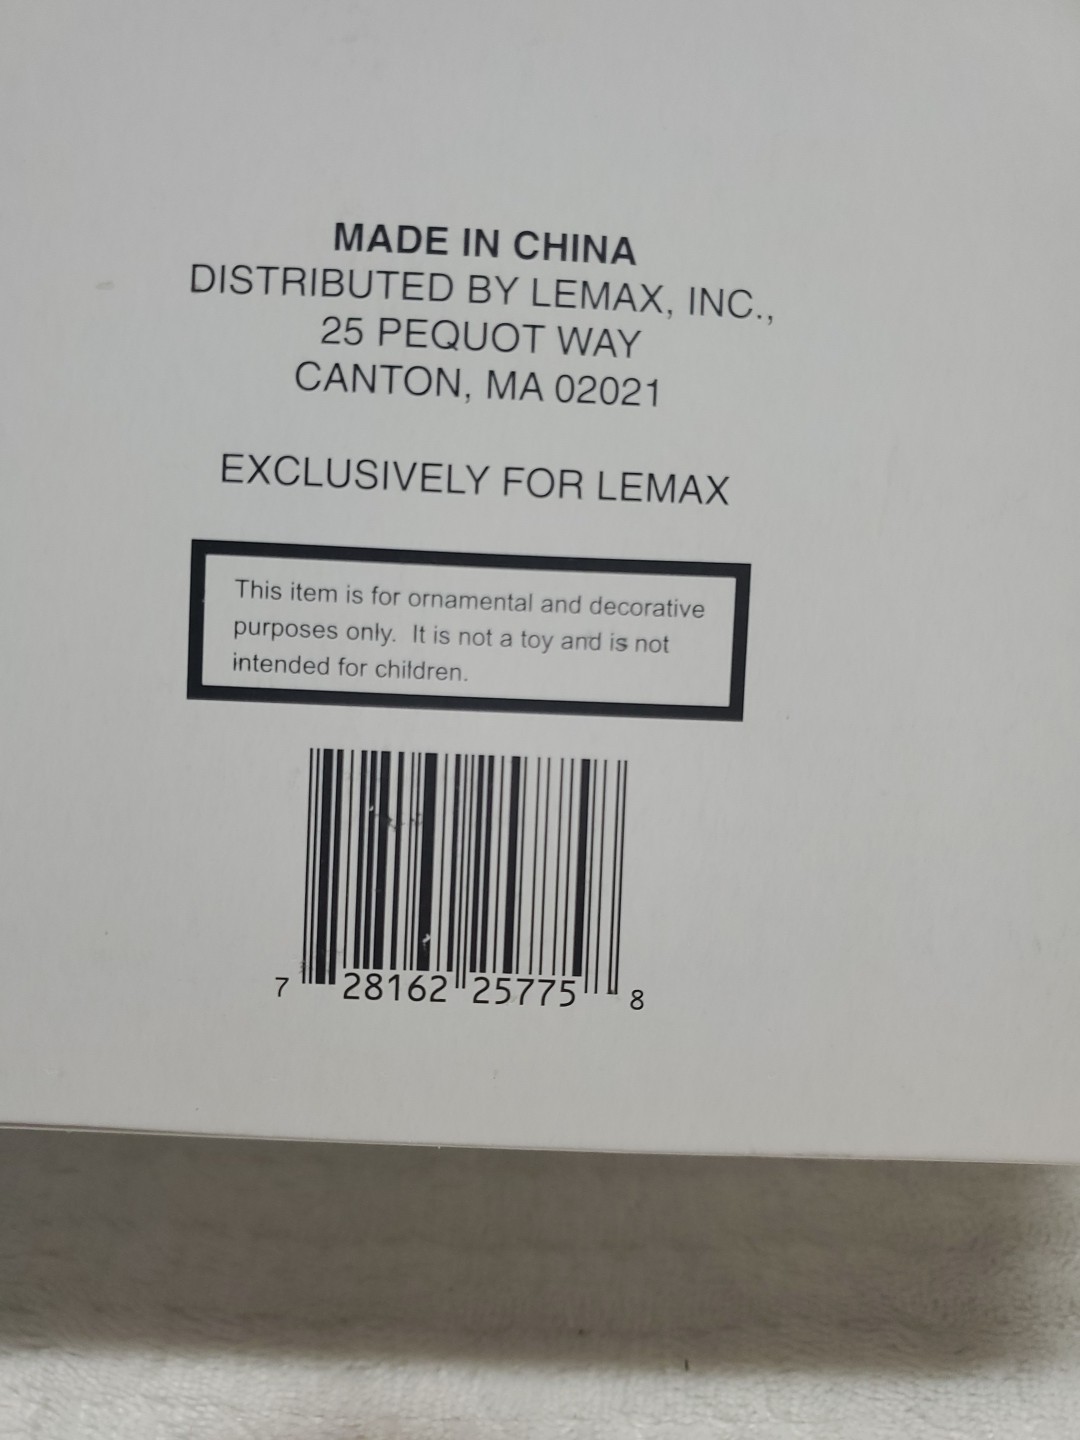 MADE IN CHINA
DISTRIBUTED BY LEMAX, INC.,
25 PEQUOT WAY
CANTON, MA 02021
EXCLUSIVELY FOR LEMAX
This item is for ornamental and decorative
purposes only. It is not a toy and is not
intended for children.
7 28162 25775 8